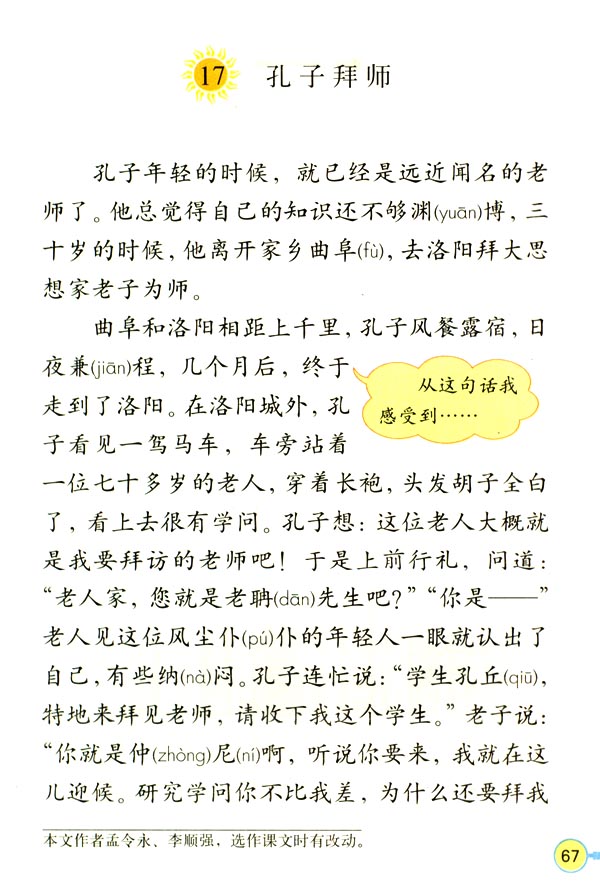 17 孔子拜师
孔子年轻的时候，就已经是远近闻名的老
师了。他总觉得自己的知识还不够渊(yuān)博，三
十岁的时候，他离开家乡曲阜(fù)，去洛阳拜大思
想家老子为师。
曲阜和洛阳相距上千里，孔子风餐露宿，日
夜兼(jiān)程，几个月后，终于
走到了洛阳。在洛阳城外，孔
子看见一驾马车，车旁站着
从这句话我
感受到……
一位七十多岁的老人，穿着长袍，头发胡子全白
了，看上去很有学问。孔子想：这位老人大概就
是我要拜访的老师吧！于是上前行礼，问道：
“老人家，您就是老聃(dān)先生吧？”“你是——”
老人见这位风尘仆(pú)仆的年轻人一眼就认出了
自己，有些纳(nà)闷。孔子连忙说：“学生孔丘(qiū)，
特地来拜见老师，请收下我这个学生。”老子说：
“你就是仲(zhòng)尼(ní)啊，听说你要来，我就在这
儿迎候。研究学问你不比我差，为什么还要拜我
本文作者孟令永、李顺强，选作课文时有改动。
67